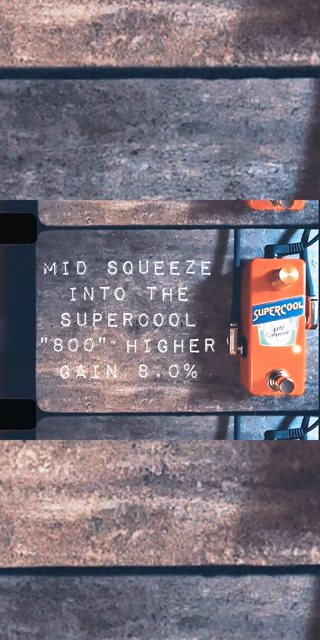 MID SQUEEZE
INTO THE
SUPERCOOL
"800" HIGHER
GAIN 8.0%
SUPERCOOL